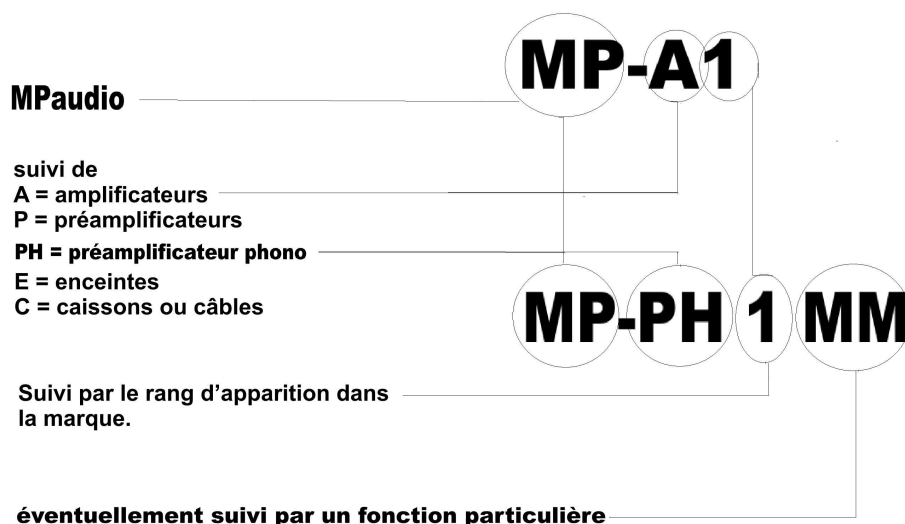 MP-A1
MPaudio
suivi de
A = amplificateurs
P = préamplificateurs
PH = préamplificateur phono
E = enceintes
C = caissons ou câbles
MP-PH 1 MM
Suivi par le rang d’apparition dans
la marque.
éventuellement suivi par un fonction particulière